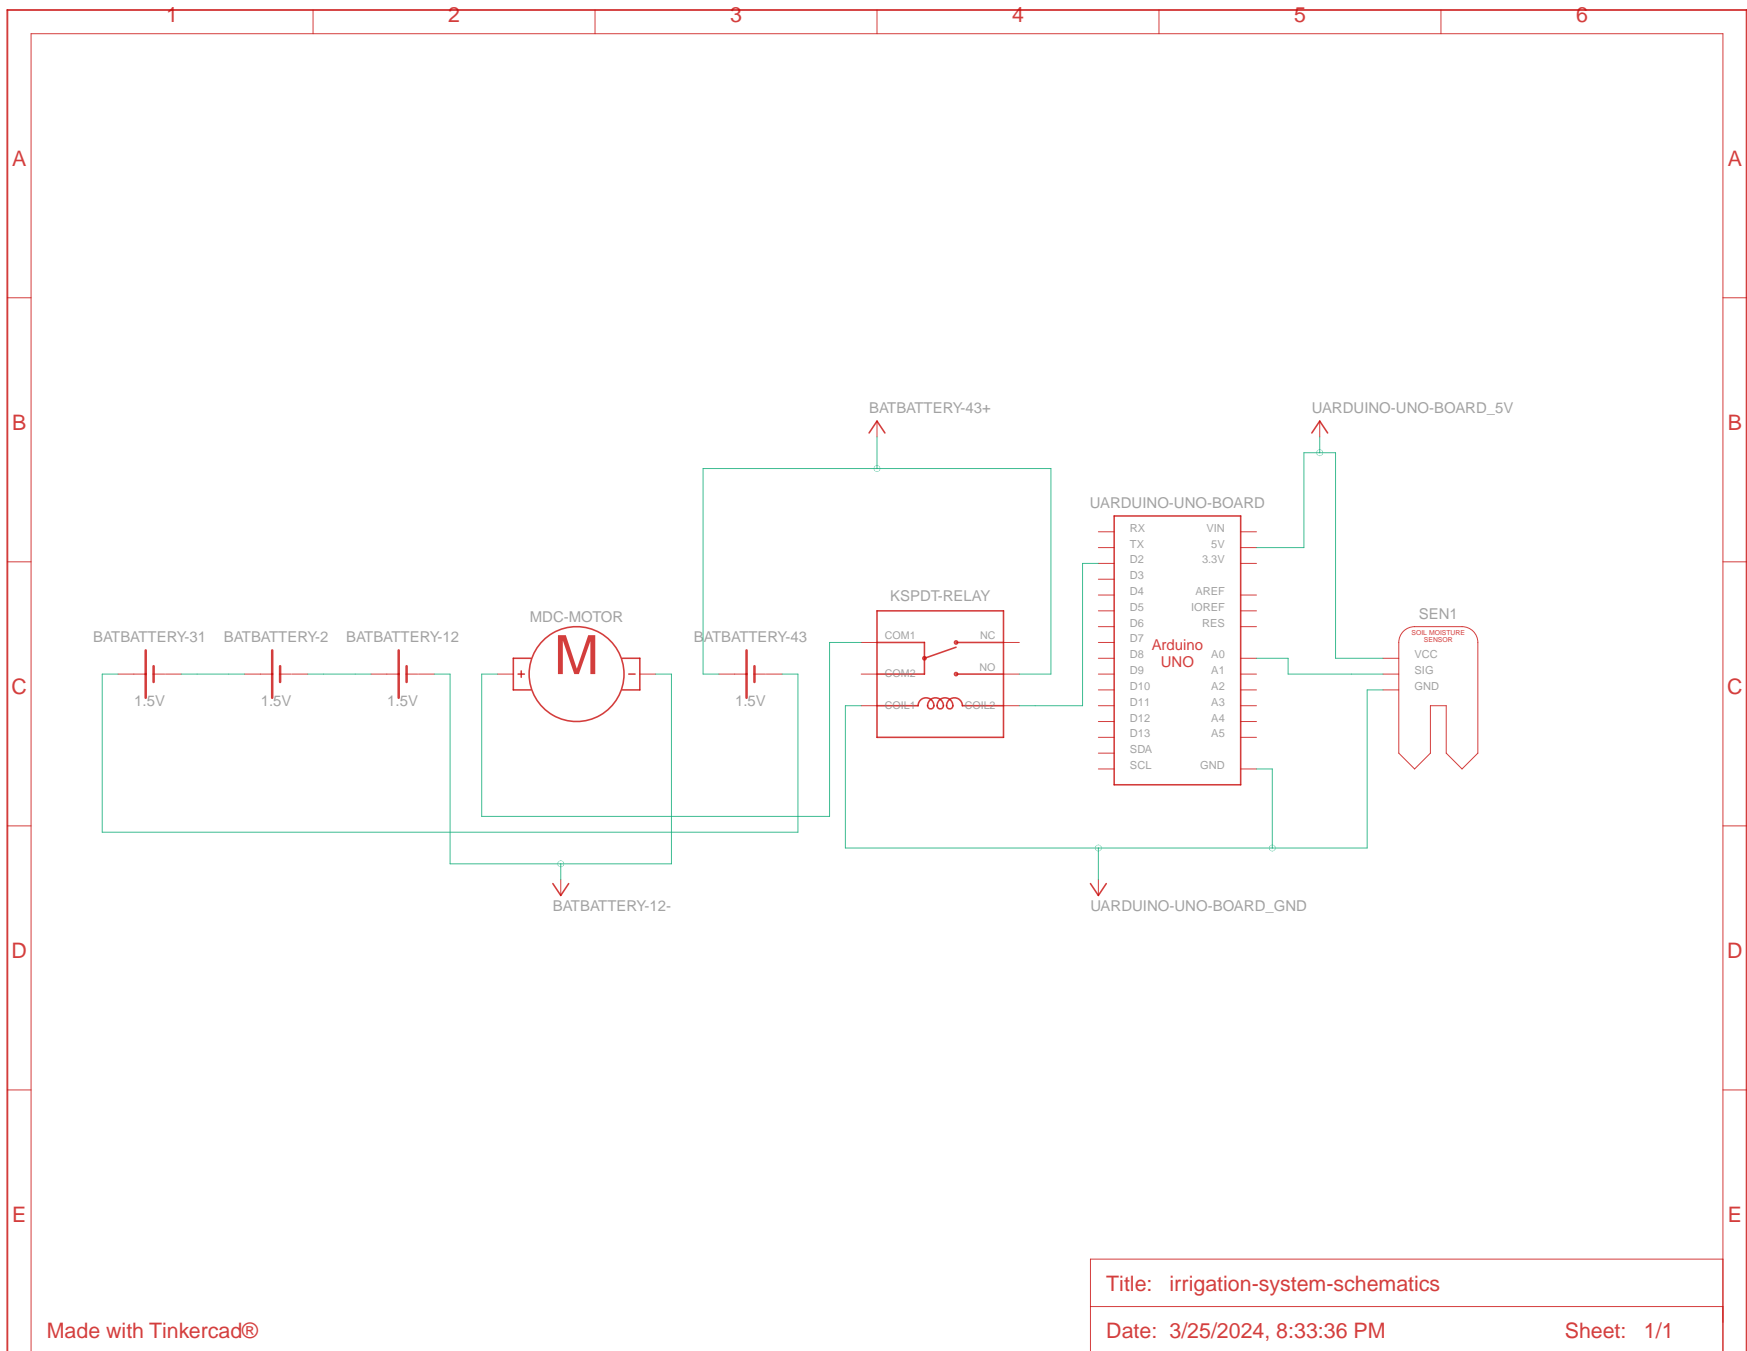 1 2 3 4 5 6
A A
B B
C C
D D
E E
BATBATTERY-43+
UARDUINO-UNO-BOARD_5V
UARDUINO-UNO-BOARD
RX VIN
TX 5V
D2 3.3V
D3
D4 AREF
D5 IOREF
D6 RES
D7
D8 A0
D9 A1
D10 A2
D11 A3
D12 A4
D13 A5
SDA
SCL GND
Arduino
UNO
KSPDT-RELAY
COM1 NC
COM2 NO
COIL1 COIL2
SEN1
SOIL MOISTURE
SENSOR
VCC
SIG
GND
MDC-MOTOR
M
+ -
BATBATTERY-31 BATBATTERY-2 BATBATTERY-12 BATBATTERY-43
1.5V 1.5V 1.5V 1.5V
BATBATTERY-12-
UARDUINO-UNO-BOARD_GND
Title: irrigation-system-schematics
Date: 3/25/2024, 8:33:36 PM Sheet: 1/1
Made with Tinkercad®